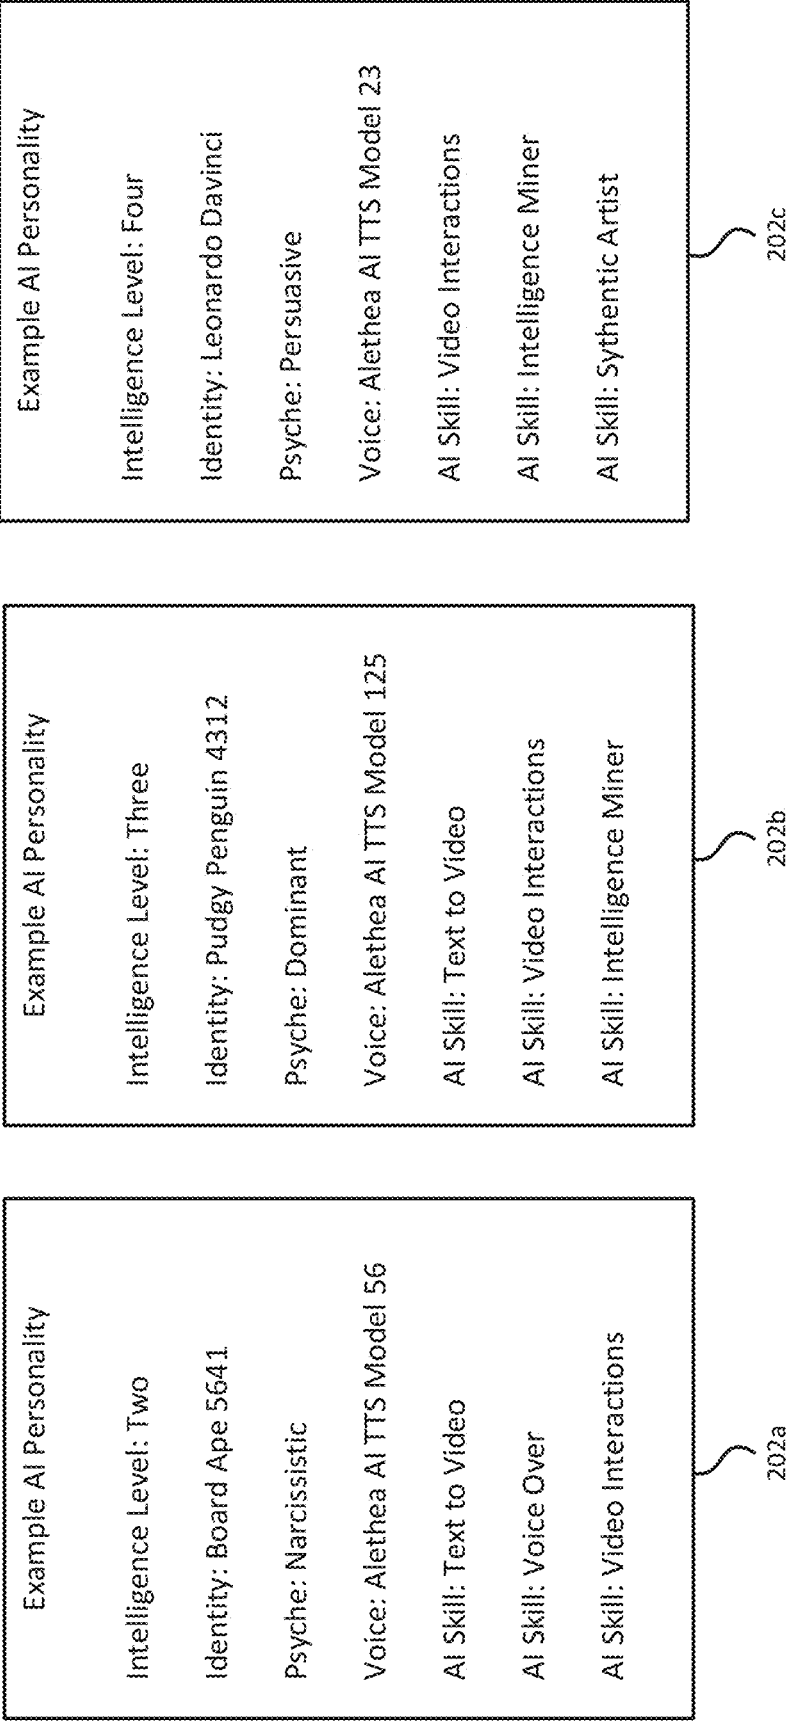 Example AI Personality
Intelligence Level: Two
Identity: Board Ape 5641
Psyche: Narcissistic
Voice: Alethea AI TTS Model 56
AI Skill: Text to Video
AI Skill: Voice Over
AI Skill: Video Interactions
202a
Example AI Personality
Intelligence Level: Three
Identity: Pudgy Penguin 4312
Psyche: Dominant
Voice: Alethea AI TTS Model 125
AI Skill: Text to Video
AI Skill: Video Interactions
AI Skill: Intelligence Miner
202b
Example AI Personality
Intelligence Level: Four
Identity: Leonardo Davinci
Psyche: Persuasive
Voice: Alethea AI TTS Model 23
AI Skill: Video Interactions
AI Skill: Intelligence Miner
AI Skill: Sythentic Artist
202c